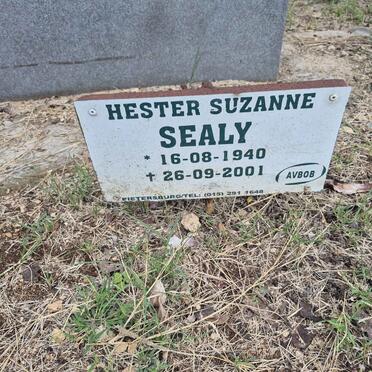 HESTER SUZANNE
SEALY
* 16-08-1940
✝ 26-09-2001
AVBOB
PIETERSBURG/TEL: (015) 291 1648